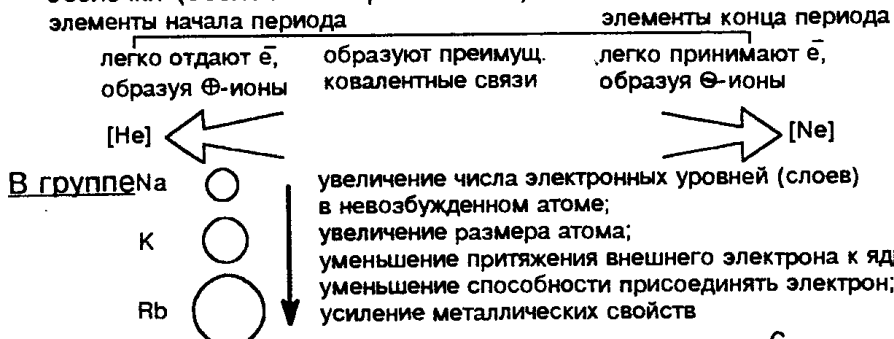 элементы начала периода элементы конца периода
легко отдают ē, образуют преимущ. легко принимают ē,
образуя ⊕-ионы ковалентные связи образуя ⊖-ионы
[He] [Ne]
В группе Na увеличение числа электронных уровней (слоев)
в невозбужденном атоме;
K увеличение размера атома;
уменьшение притяжения внешнего электрона к яд
уменьшение способности присоединять электрон;
Rb усиление металлических свойств